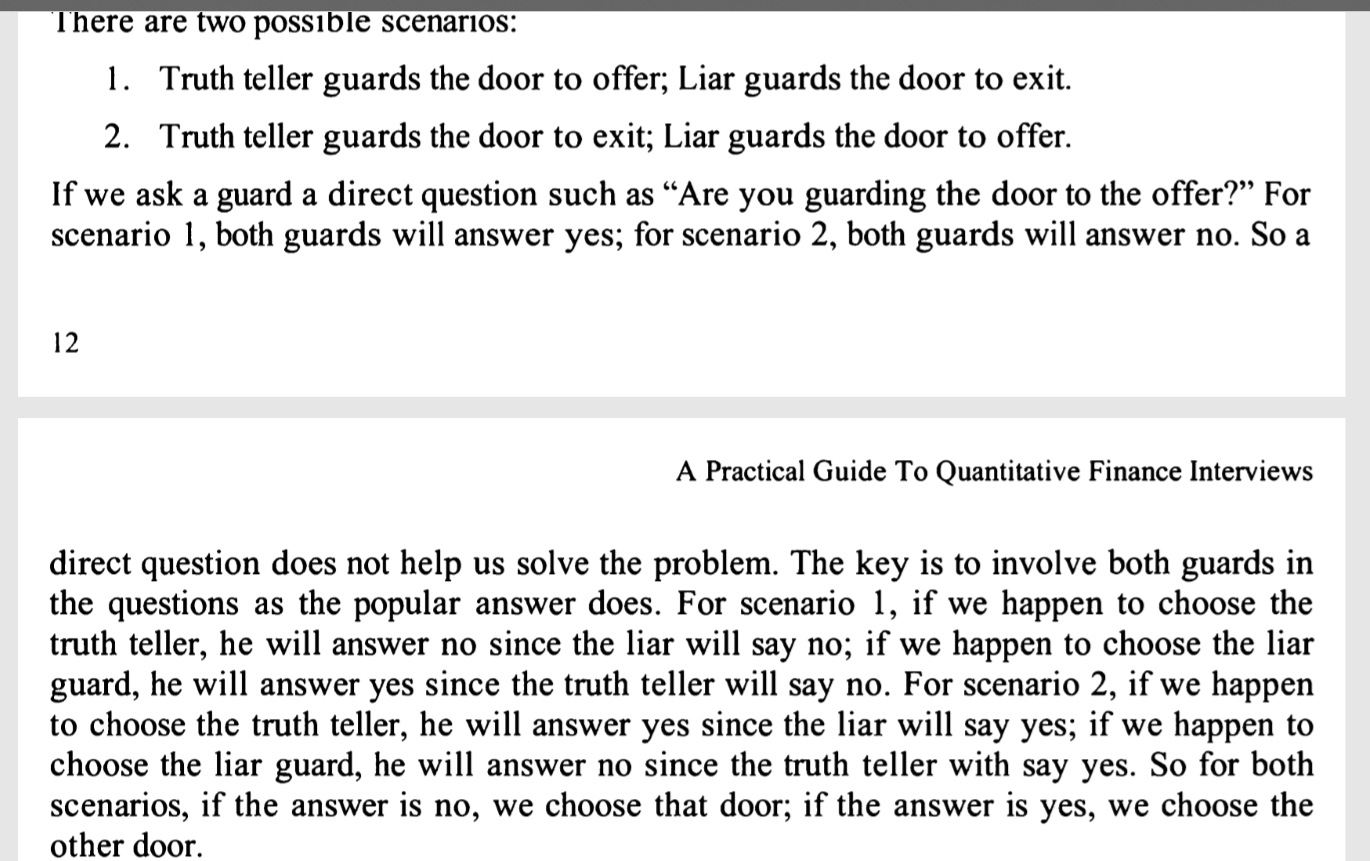 There are two possible scenarios:
1. Truth teller guards the door to offer; Liar guards the door to exit.
2. Truth teller guards the door to exit; Liar guards the door to offer.
If we ask a guard a direct question such as “Are you guarding the door to the offer?” For
scenario 1, both guards will answer yes; for scenario 2, both guards will answer no. So a
12
A Practical Guide To Quantitative Finance Interviews
direct question does not help us solve the problem. The key is to involve both guards in
the questions as the popular answer does. For scenario 1, if we happen to choose the
truth teller, he will answer no since the liar will say no; if we happen to choose the liar
guard, he will answer yes since the truth teller will say no. For scenario 2, if we happen
to choose the truth teller, he will answer yes since the liar will say yes; if we happen to
choose the liar guard, he will answer no since the truth teller with say yes. So for both
scenarios, if the answer is no, we choose that door; if the answer is yes, we choose the
other door.